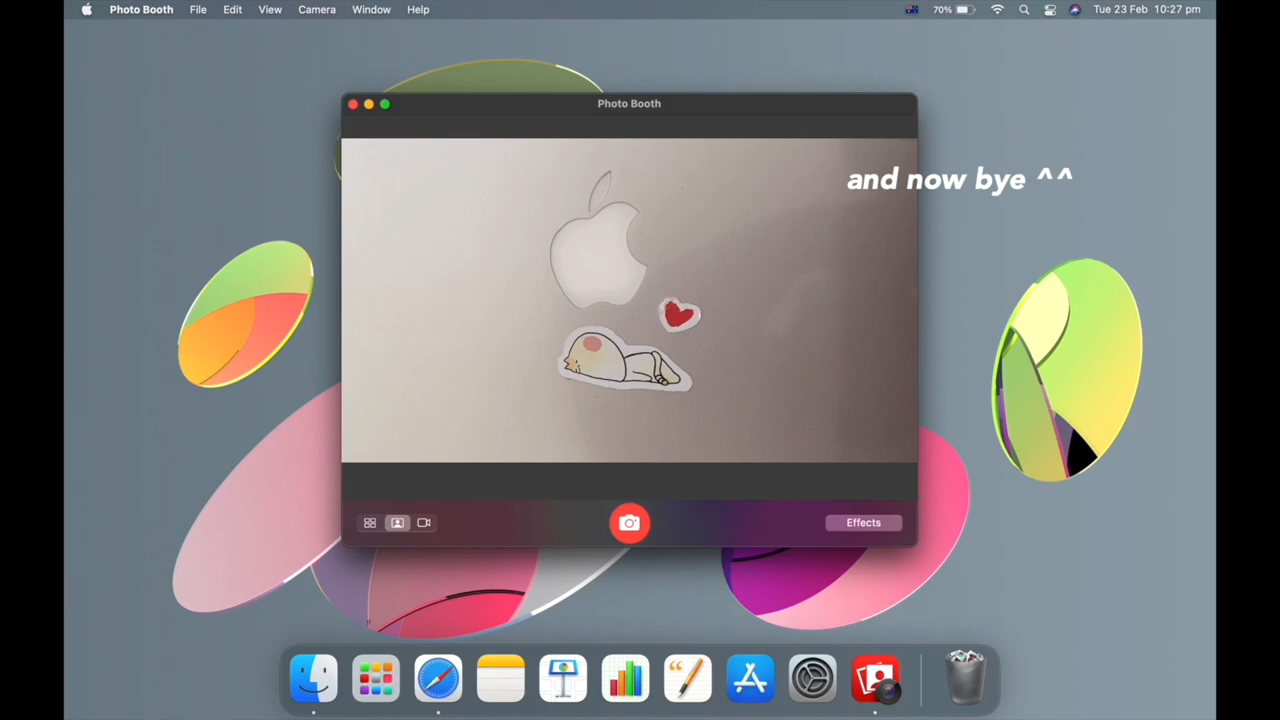 Photo Booth File Edit View Camera Window Help 70% Tue 23 Feb 10:27 pm
Photo Booth
and now bye ^^
Effects